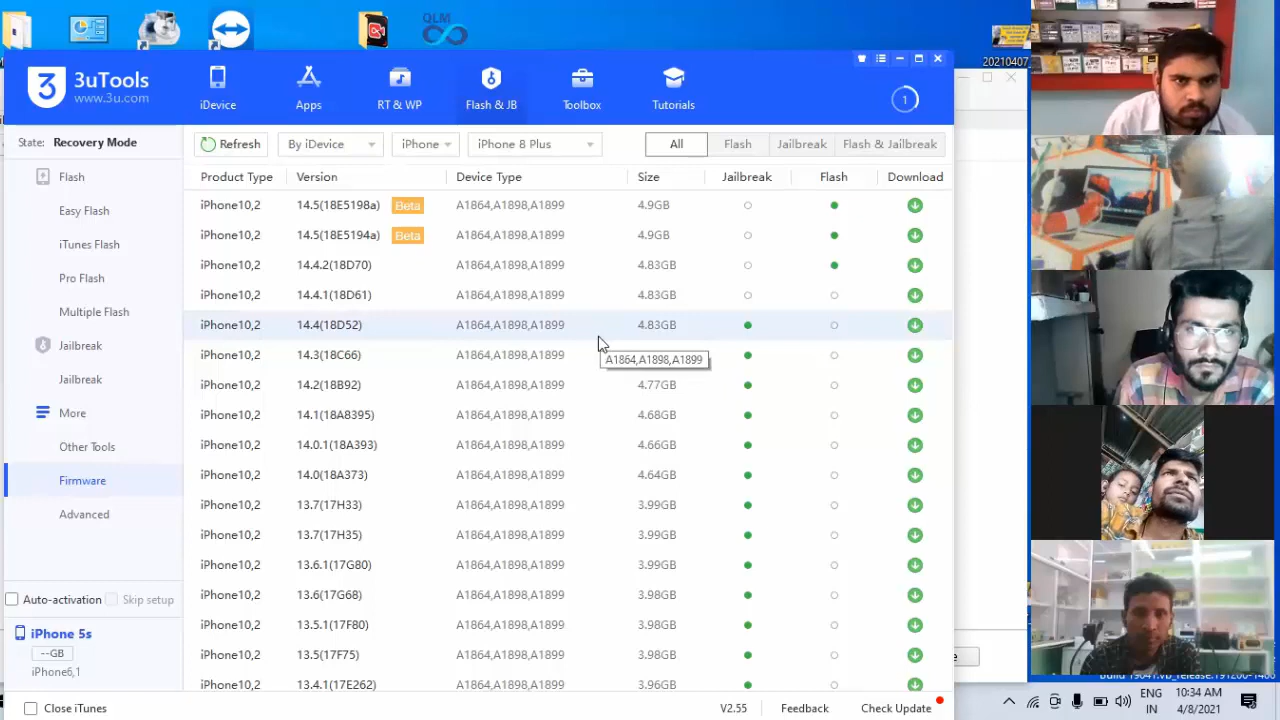 QLM
20210407
3
3uTools
www.3u.com
iDevice
Apps
RT & WP
Flash & JB
Toolbox
Tutorials
1
State: Recovery Mode
Refresh
By iDevice
iPhone
Plus
All
Flash
Jailbreak
Flash & Jailbreak
Flash
Easy Flash
iTunes Flash
Pro Flash
Multiple Flash
Jailbreak
Jailbreak
More
Other Tools
Firmware
Advanced
Auto-activation Skip setup
iPhone 5s
--GB
iPhone6,1
Product Type Version Device Type Size Jailbreak Flash Download
iPhone10,2 14.5(18E5198a) Beta A1864,A1898,A1899 4.9GB
iPhone10,2 14.5(18E5194a) Beta A1864,A1898,A1899 4.9GB
iPhone10,2 14.4.2(18D70) A1864,A1898,A1899 4.83GB
iPhone10,2 14.4.1(18D61) A1864,A1898,A1899 4.83GB
iPhone10,2 14.4(18D52) A1864,A1898,A1899 4.83GB
iPhone10,2 14.3(18C66) A1864,A1898,A1899
A1864,A1898,A1899
iPhone10,2 14.2(18B92) A1864,A1898,A1899 4.77GB
iPhone10,2 14.1(18A8395) A1864,A1898,A1899 4.68GB
iPhone10,2 14.0.1(18A393) A1864,A1898,A1899 4.66GB
iPhone10,2 14.0(18A373) A1864,A1898,A1899 4.64GB
iPhone10,2 13.7(17H33) A1864,A1898,A1899 3.99GB
iPhone10,2 13.7(17H35) A1864,A1898,A1899 3.99GB
iPhone10,2 13.6.1(17G80) A1864,A1898,A1899 3.99GB
iPhone10,2 13.6(17G68) A1864,A1898,A1899 3.98GB
iPhone10,2 13.5.1(17F80) A1864,A1898,A1899 3.98GB
iPhone10,2 13.5(17F75) A1864,A1898,A1899 3.98GB
iPhone10,2 A1864,A1898,A1899 3.96GB
Close iTunes
V2.55
Feedback
Check Update
ENG
IN
10:34 AM
4/8/2021